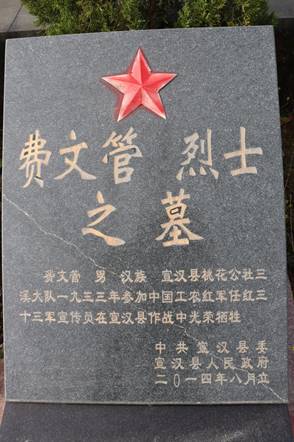 费文管 烈士
之墓
费文管 男 汉族 宣汉县桃花公社三
溪大队一九三三年参加中国工农红军任红三
十三军宣传员在宣汉县作战中光荣牺牲
中共宣汉县委
宣汉县人民政府
二〇一四年八月立